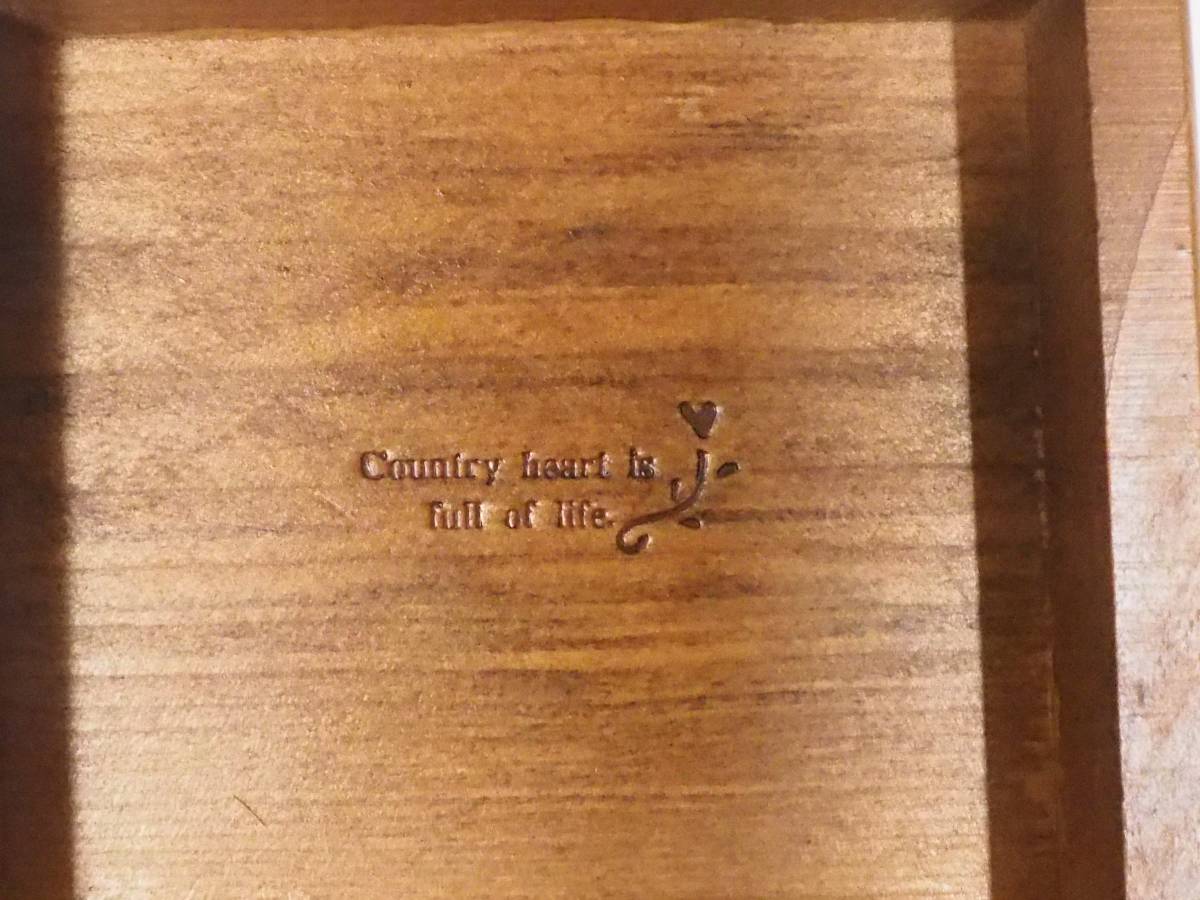 Country heart is
full of life.